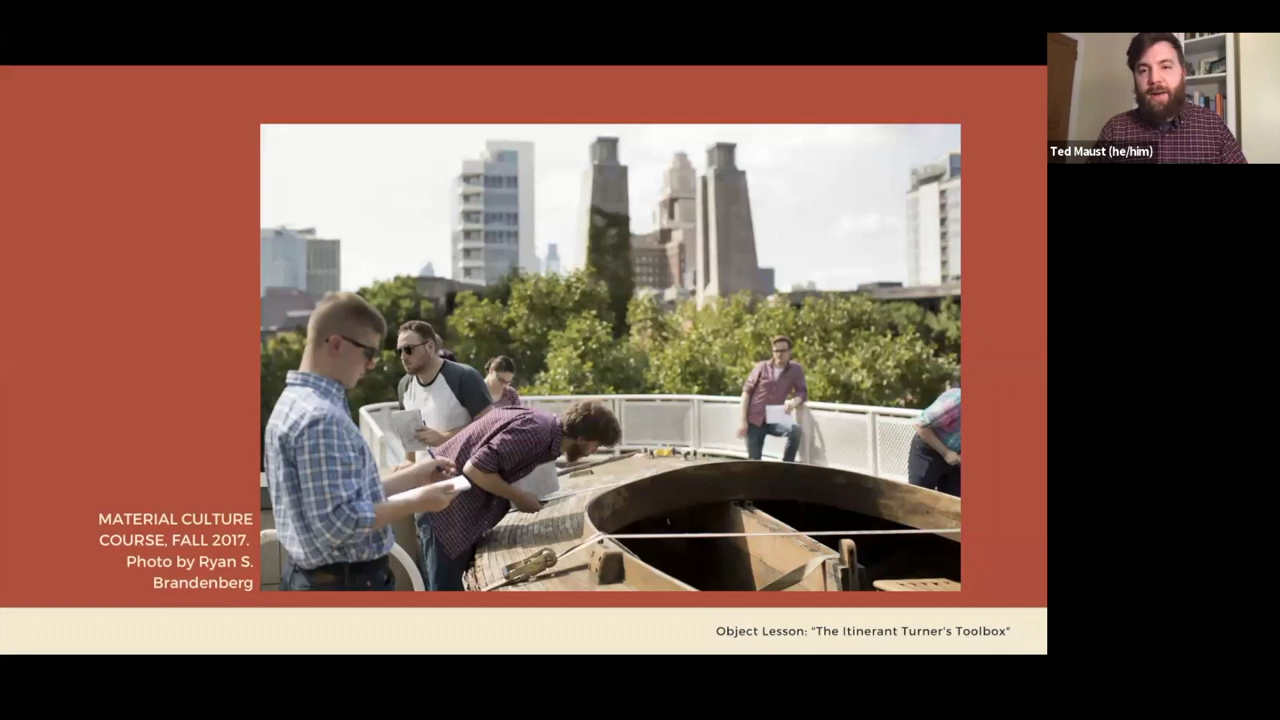 Ted Maust (he/him)
MATERIAL CULTURE
COURSE, FALL 2017.
Photo by Ryan S.
Brandenberg
Object Lesson: "The Itinerant Turner's Toolbox"